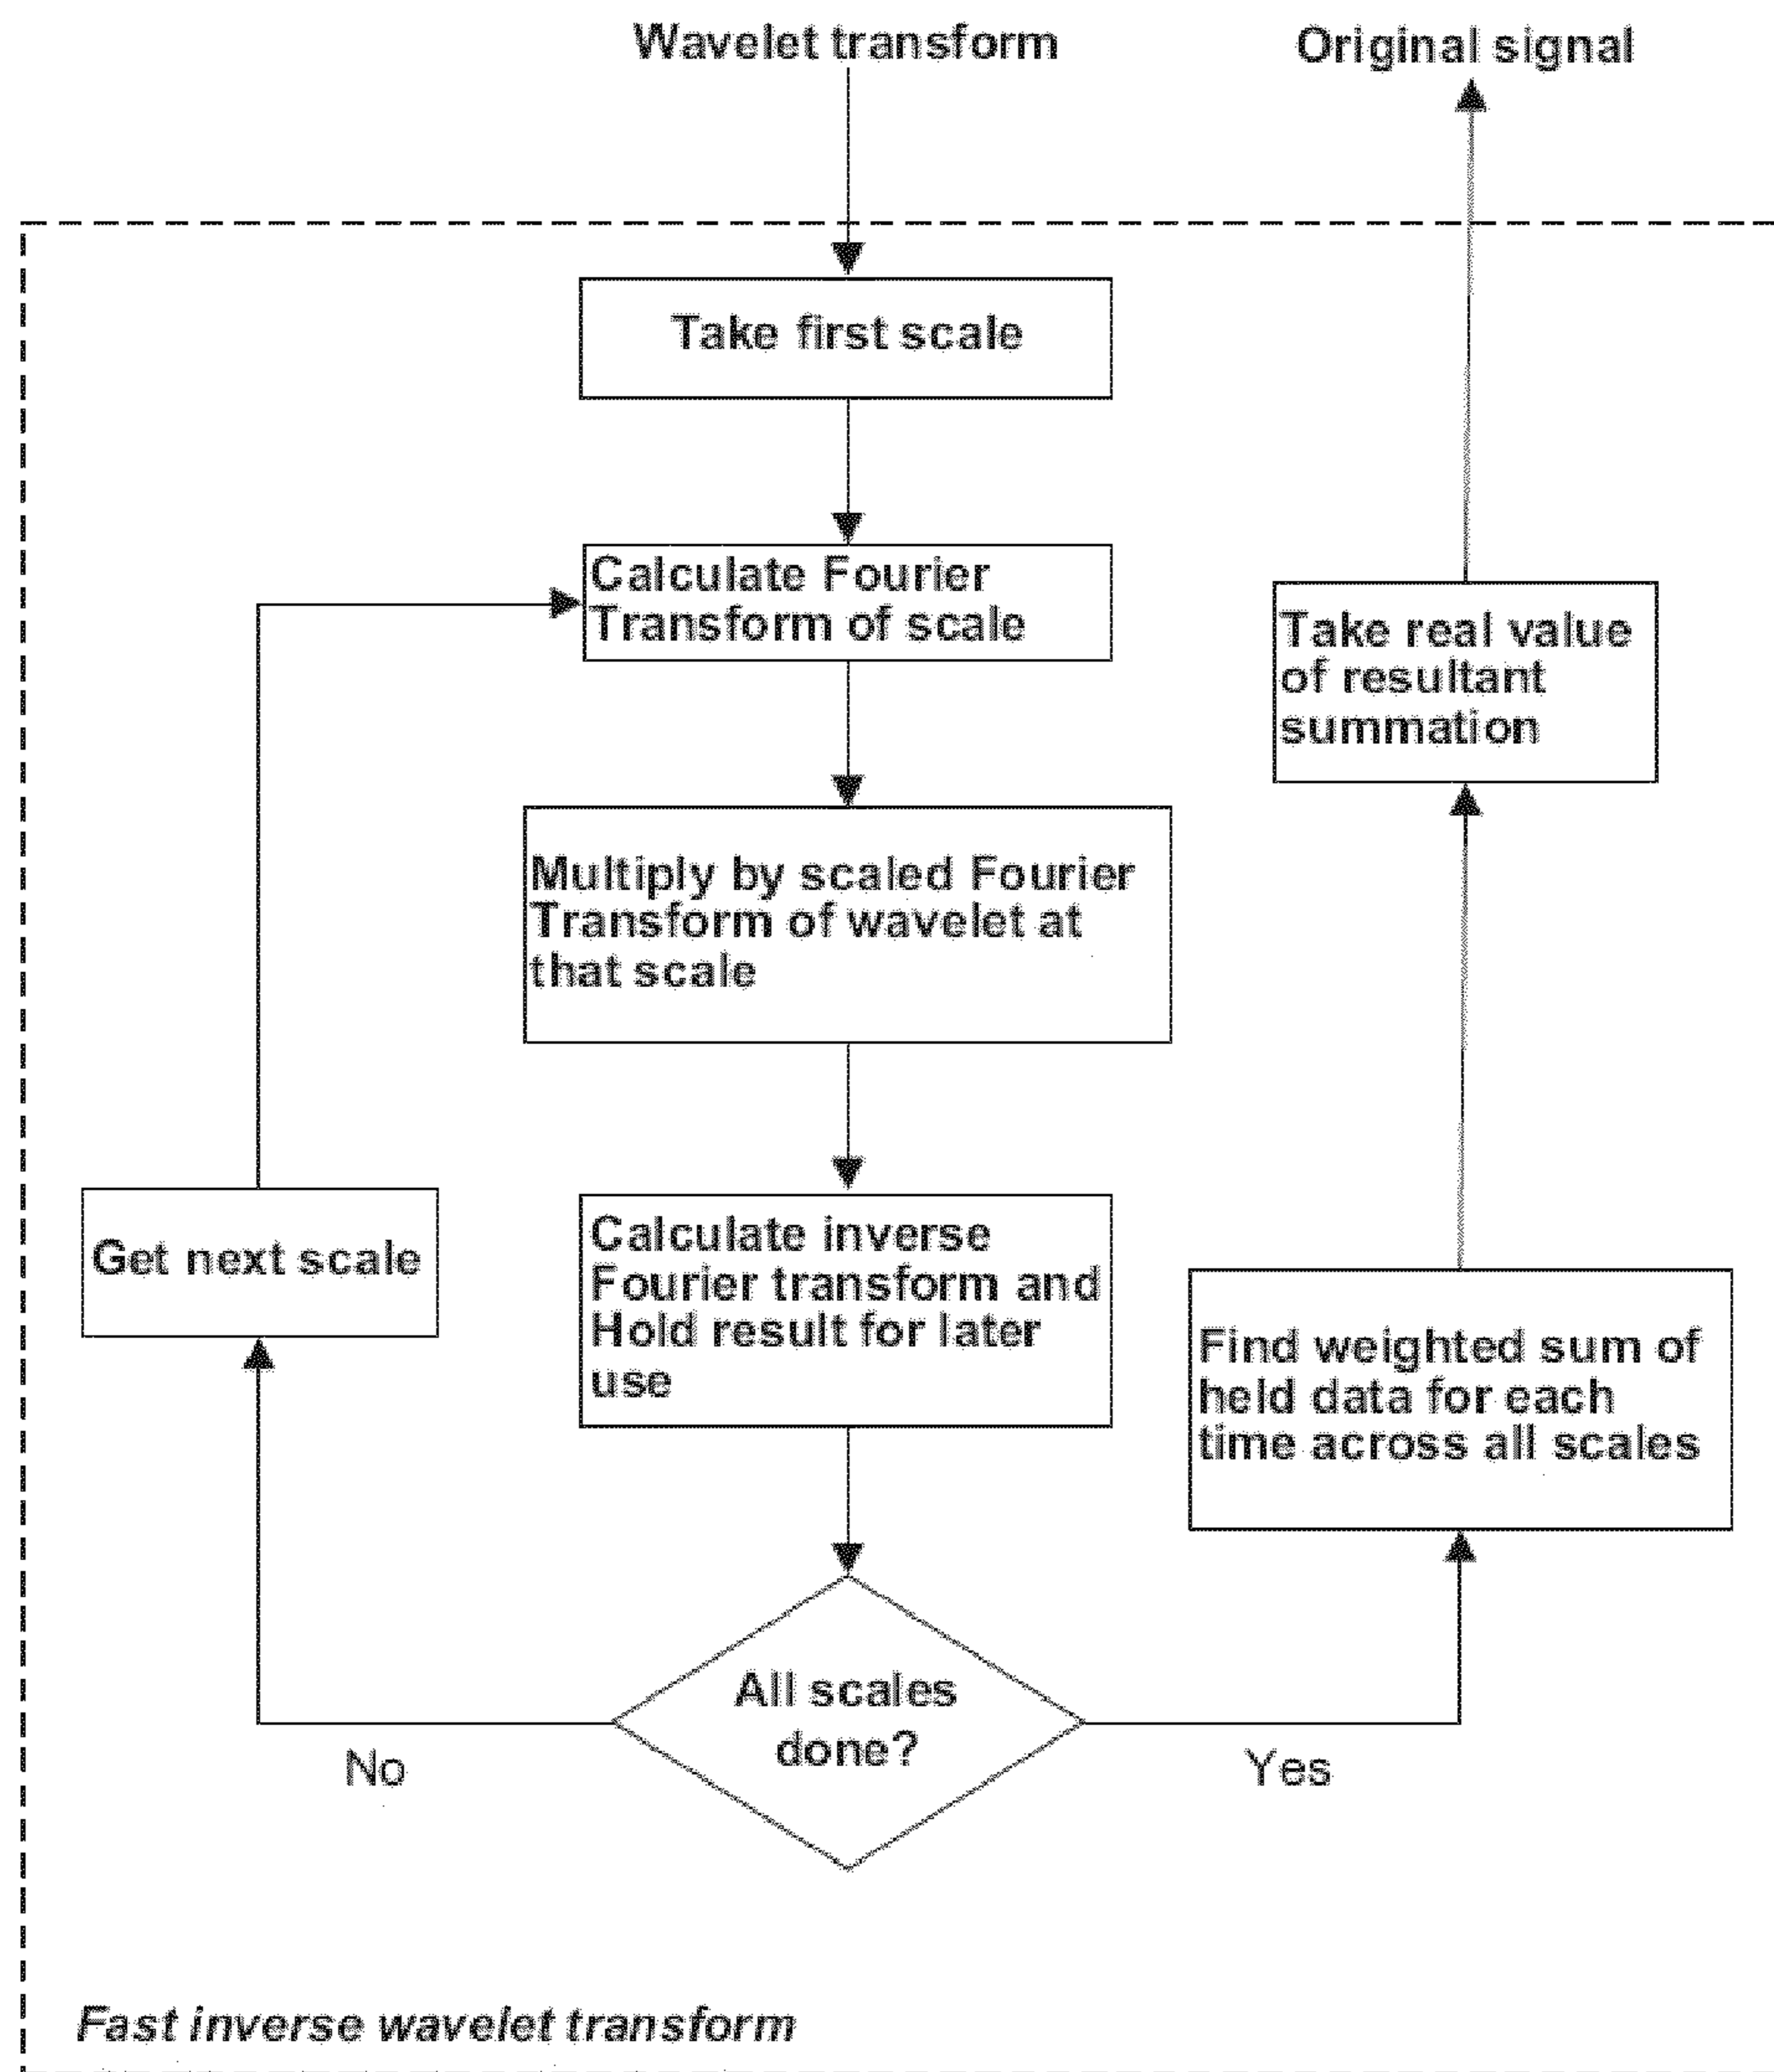 Wavelet transform
Original signal
Take first scale
Calculate Fourier
Transform of scale
Take real value
of resultant
summation
Multiply by scaled Fourier
Transform of wavelet at
that scale
Get next scale
Calculate inverse
Fourier transform and
Hold result for later
use
Find weighted sum of
held data for each
time across all scales
All scales
done?
No
Yes
Fast inverse wavelet transform